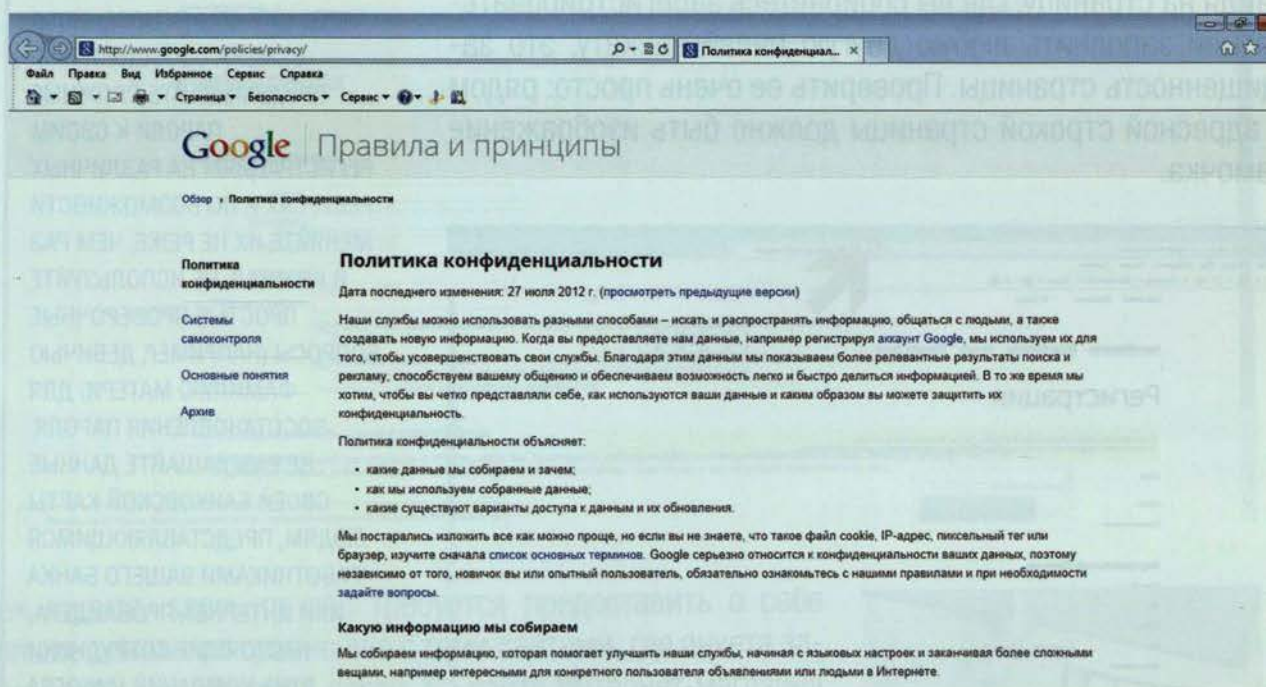 http://www.google.com/policies/privacy/
Политика конфиденциал...
Файл Правка Вид Избранное Сервис Справка
Страница Безопасность Сервис
Google Правила и принципы
Обзор › Политика конфиденциальности
Политика
конфиденциальности
Системы
самоконтроля
Основные понятия
Архив
Политика конфиденциальности
Дата последнего изменения: 27 июля 2012 г. (просмотреть предыдущие версии)
Наши службы можно использовать разными способами – искать и распространять информацию, общаться с людьми, а также
создавать новую информацию. Когда вы предоставляете нам данные, например регистрируя аккаунт Google, мы используем их для
того, чтобы усовершенствовать свои службы. Благодаря этим данным мы показываем более релевантные результаты поиска и
рекламу, способствуем вашему общению и обеспечиваем возможность легко и быстро делиться информацией. В то же время мы
хотим, чтобы вы четко представляли себе, как используются ваши данные и каким образом вы можете защитить их
конфиденциальность.
Политика конфиденциальности объясняет:
• какие данные мы собираем и зачем;
• как мы используем собранные данные;
• какие существуют варианты доступа к данным и их обновления.
Мы постарались изложить все как можно проще, но если вы не знаете, что такое файл cookie, IP-адрес, пиксельный тег или
браузер, изучите сначала список основных терминов. Google серьезно относится к конфиденциальности ваших данных, поэтому
независимо от того, новичок вы или опытный пользователь, обязательно ознакомьтесь с нашими правилами и при необходимости
задайте вопросы.
Какую информацию мы собираем
Мы собираем информацию, которая помогает улучшить наши службы, начиная с языковых настроек и заканчивая более сложными
вещами, например интересными для конкретного пользователя объявлениями или людьми в Интернете.